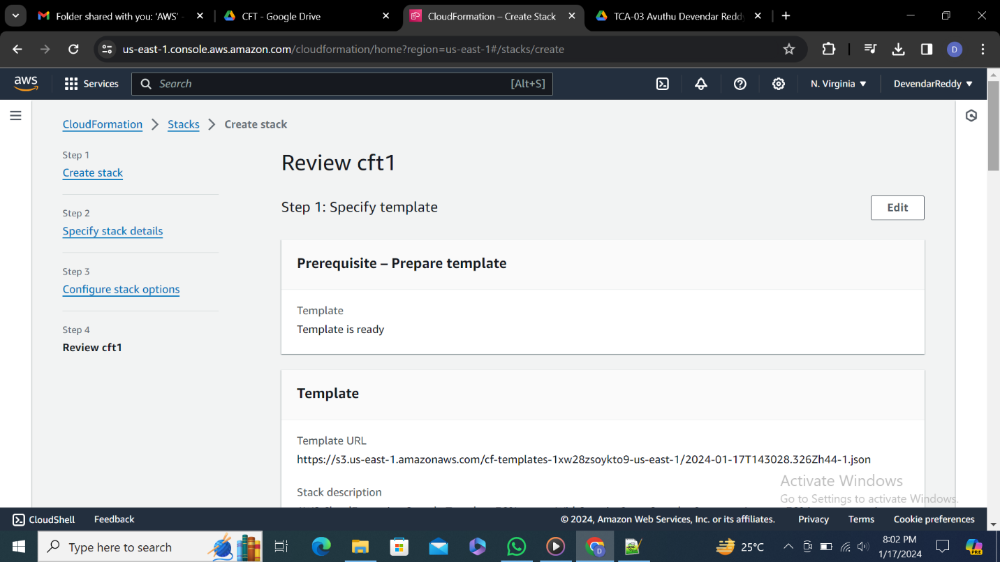 Folder shared with you: 'AWS' -
CFT - Google Drive
CloudFormation – Create Stack
TCA-03 Avuthu Devendar Reddy
us-east-1.console.aws.amazon.com/cloudformation/home?region=us-east-1#/stacks/create
D
aws
Services
Search
[Alt+S]
N. Virginia
DevendarReddy
CloudFormation
Stacks
Create stack
Step 1
Create stack
Step 2
Specify stack details
Step 3
Configure stack options
Step 4
Review cft1
Review cft1
Step 1: Specify template
Edit
Prerequisite – Prepare template
Template
Template is ready
Template
Template URL
https://s3.us-east-1.amazonaws.com/cf-templates-1xw28zsoykto9-us-east-1/2024-01-17T143028.326Zh44-1.json
Stack description
Activate Windows
Go to Settings to activate Windows.
CloudShell
Feedback
© 2024, Amazon Web Services, Inc. or its affiliates.
Privacy
Terms
Cookie preferences
Type here to search
D
25°C
8:02 PM
1/17/2024
PRE